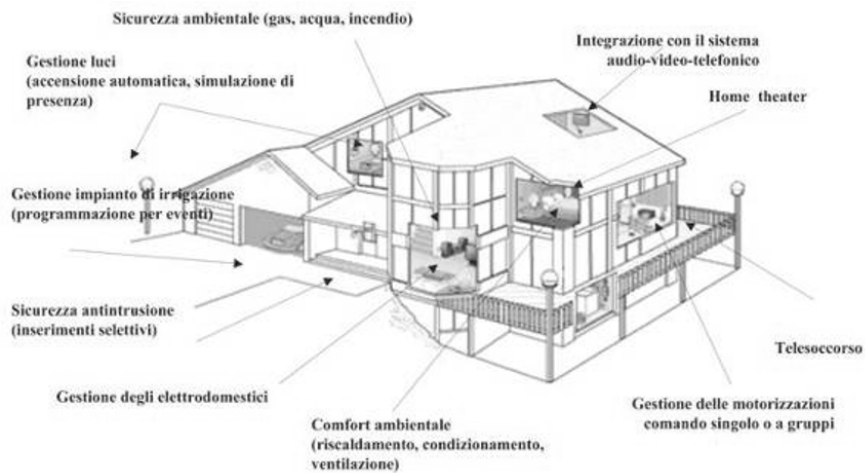 Sicurezza ambientale (gas, acqua, incendio)
Integrazione con il sistema
audio-video-telefonico
Gestione luci
(accensione automatica, simulazione di
presenza)
Home theater
Gestione impianto di irrigazione
(programmazione per eventi)
Sicurezza antintrusione
(inserimenti selettivi)
Telesoccorso
Gestione degli elettrodomestici
Gestione delle motorizzazioni
comando singolo o a gruppi
Comfort ambientale
(riscaldamento, condizionamento,
ventilazione)